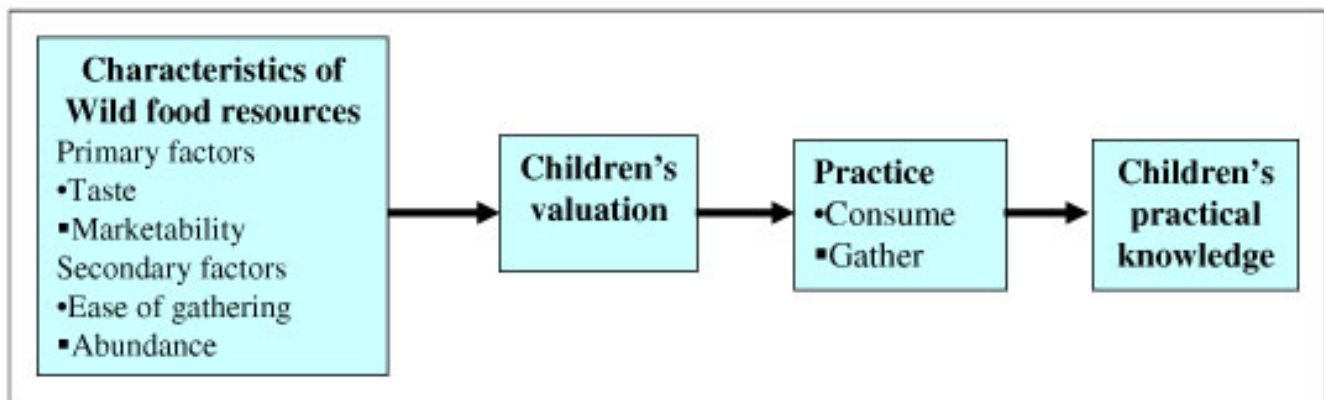 Characteristics of
Wild food resources
Primary factors
•Taste
▪Marketability
Secondary factors
•Ease of gathering
▪Abundance
Children’s
valuation
Practice
•Consume
▪Gather
Children’s
practical
knowledge